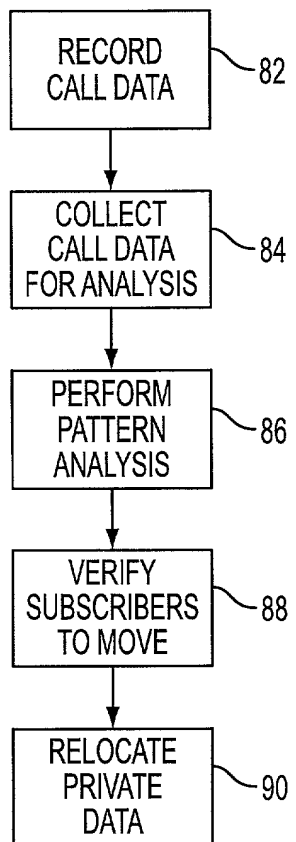 RECORD
CALL DATA
82
COLLECT
CALL DATA
FOR ANALYSIS
84
PERFORM
PATTERN
ANALYSIS
86
VERIFY
SUBSCRIBERS
TO MOVE
88
RELOCATE
PRIVATE
DATA
90